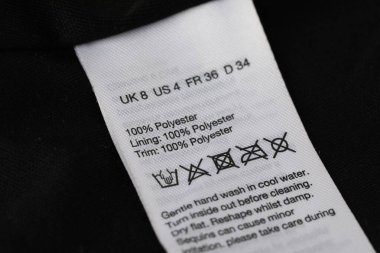 UK 8 US 4 FR 36 D 34
100% Polyester
Lining: 100% Polyester
Trim: 100% Polyester
Gentle hand wash in cool water.
Turn inside out before cleaning.
Dry flat. Reshape whilst damp.
Sequins can cause minor
irritation, please take care during